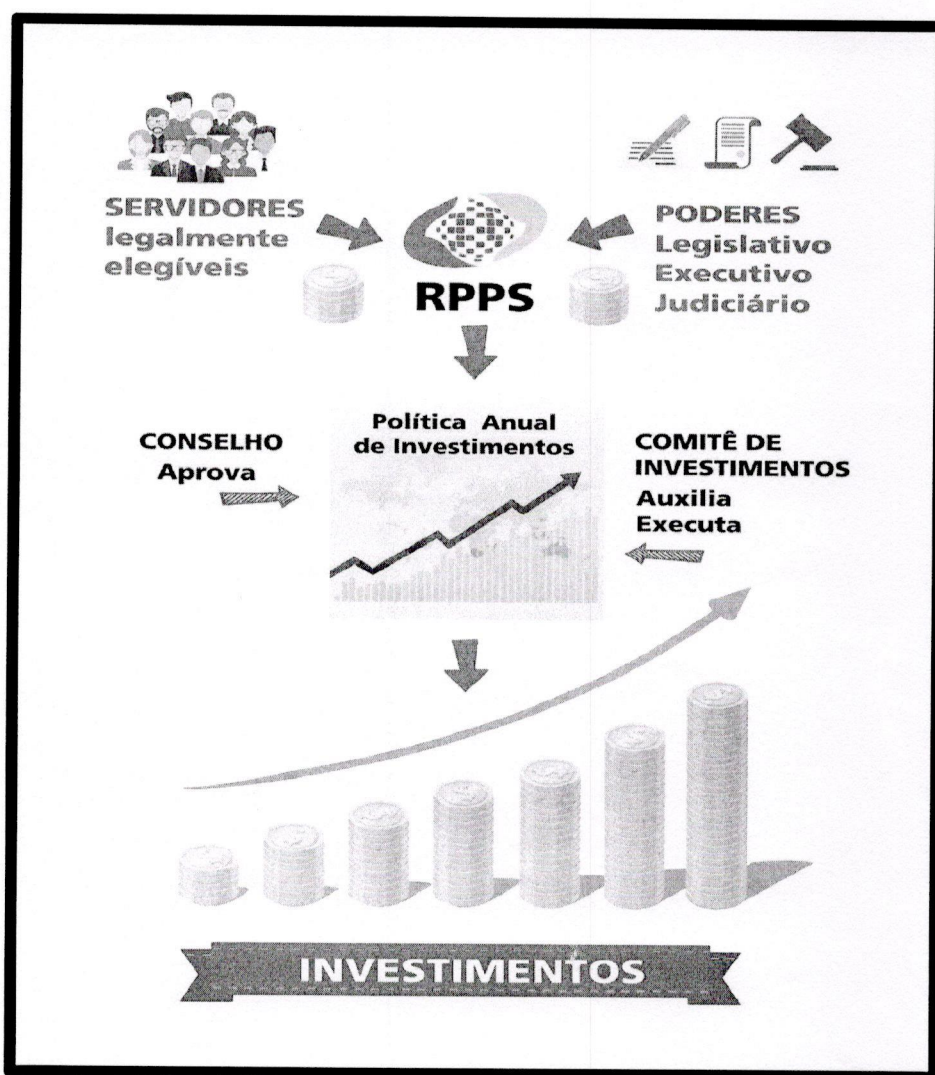 SERVIDORES
legalmente
elegíveis
RPPS
PODERES
Legislativo
Executivo
Judiciário
CONSELHO
Aprova
Política Anual
de Investimentos
COMITÊ DE
INVESTIMENTOS
Auxilia
Executa
INVESTIMENTOS